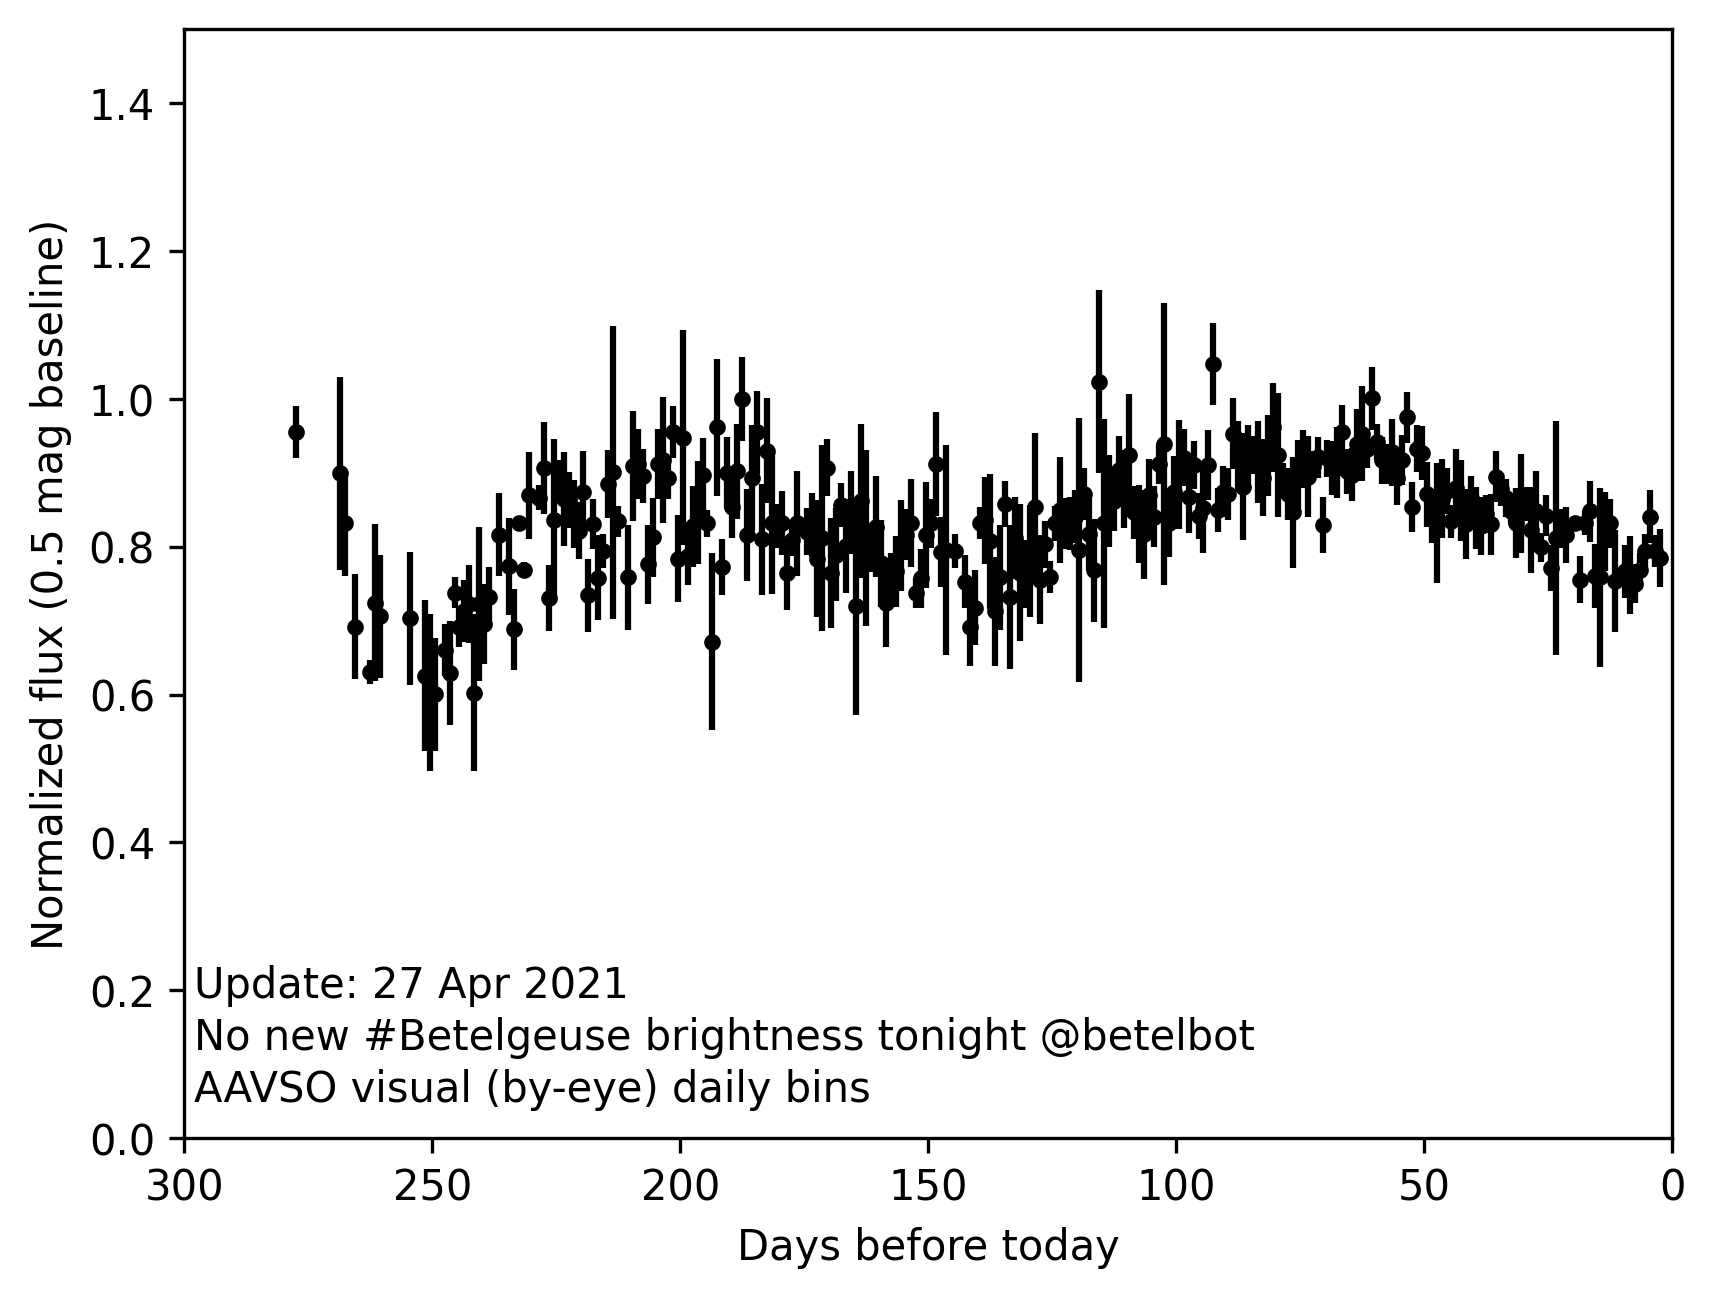 1.4
1.2
1.0
0.8
0.6
0.4
0.2
0.0
Normalized flux (0.5 mag baseline)
Update: 27 Apr 2021
No new #Betelgeuse brightness tonight @betelbot
AAVSO visual (by-eye) daily bins
300 250 200 150 100 50 0
Days before today